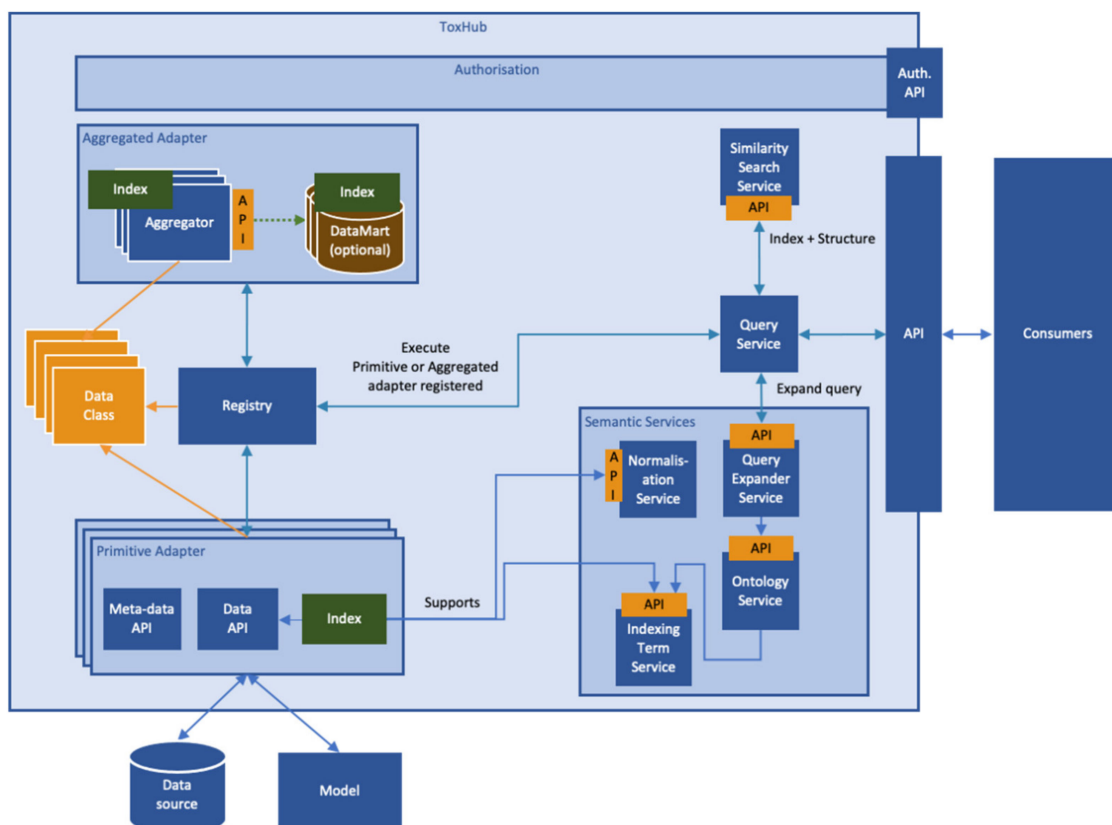 ToxHub
Authorisation
Auth.
API
Aggregated Adapter
Index
Aggregator
A
P
I
Index
DataMart
(optional)
Similarity
Search
Service
API
Index + Structure
Query
Service
API
Consumers
Execute
Primitive or Aggregated
adapter registered
Data
Class
Registry
Expand query
Semantic Services
A
P
I
Normalis-
ation
Service
API
Query
Expander
Service
API
Ontology
Service
API
Indexing
Term
Service
Primitive Adapter
Meta-data
API
Data
API
Index
Supports
Data
source
Model